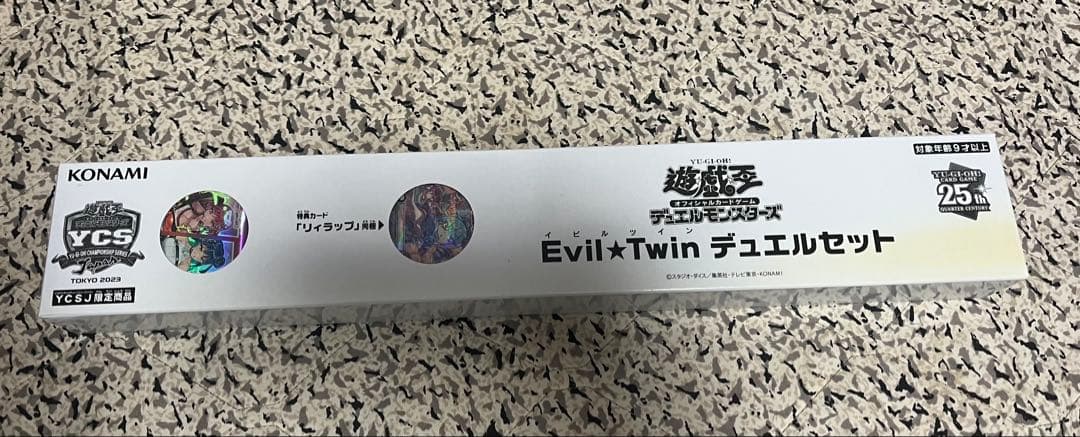 KONAMI
YCS
YU-GI-OH! CHAMPIONSHIP SERIES
Japan
TOKYO 2023
YCSJ限定商品
特典カード
「リィラップ」同梱▶
YU-GI-OH!
遊戯王
オフィシャルカードゲーム
デュエルモンスターズ
イビルツイン
Evil★Twin デュエルセット
©スタジオ・ダイス/集英社・テレビ東京・KONAMI
対象年齢9才以上
YU-GI-OH!
CARD GAME
25th
QUARTER CENTURY